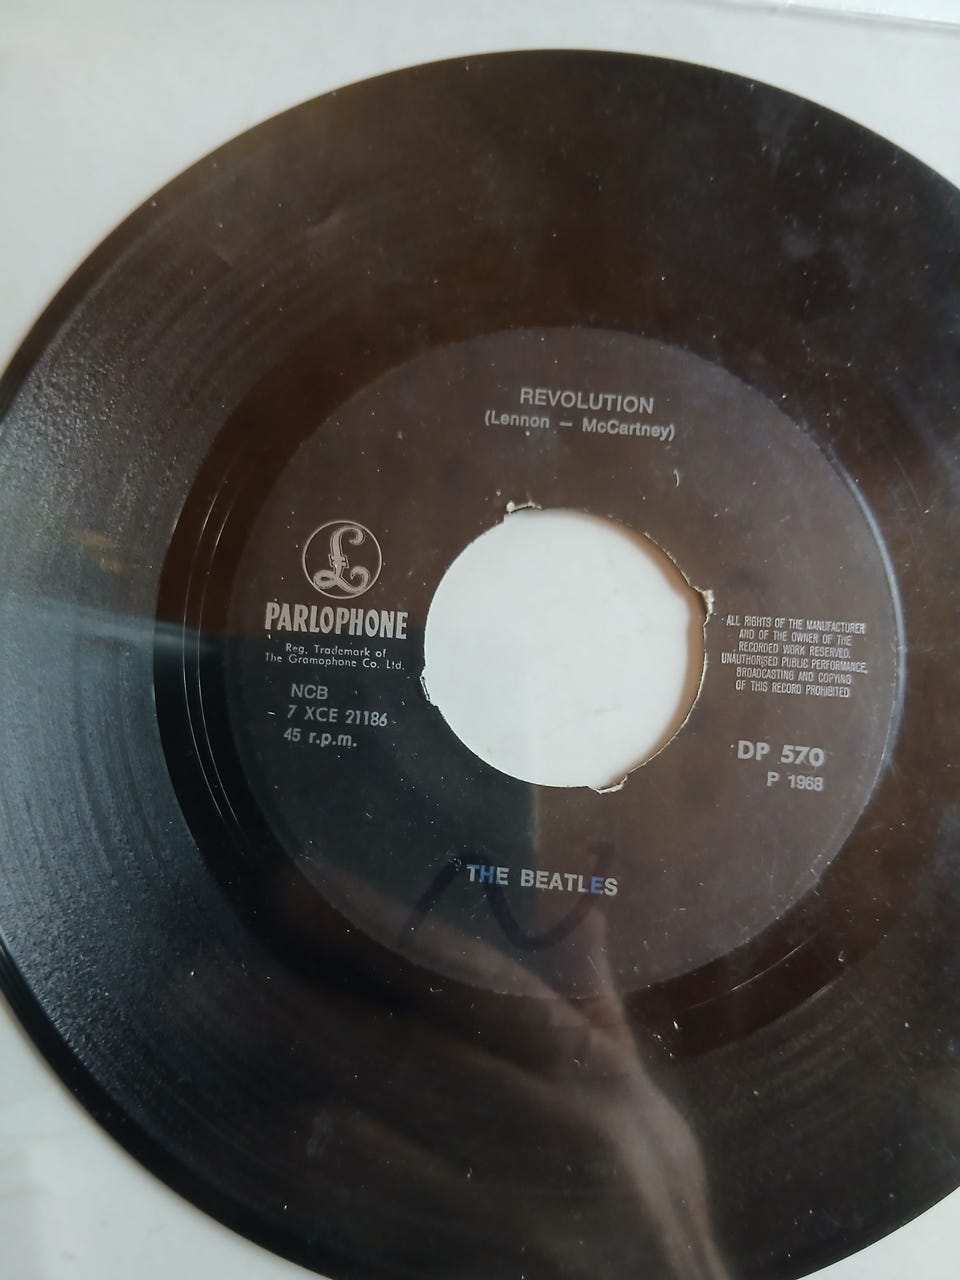 REVOLUTION
(Lennon – McCartney)
£
PARLOPHONE
Reg. Trademark of
The Gramophone Co. Ltd.
NCB
7 XCE 21186
45 r.p.m.
ALL RIGHTS OF THE MANUFACTURER
AND OF THE OWNER OF THE
RECORDED WORK RESERVED.
UNAUTHORISED PUBLIC PERFORMANCE,
BROADCASTING AND COPYING
OF THIS RECORD PROHIBITED
DP 570
P 1968
THE BEATLES